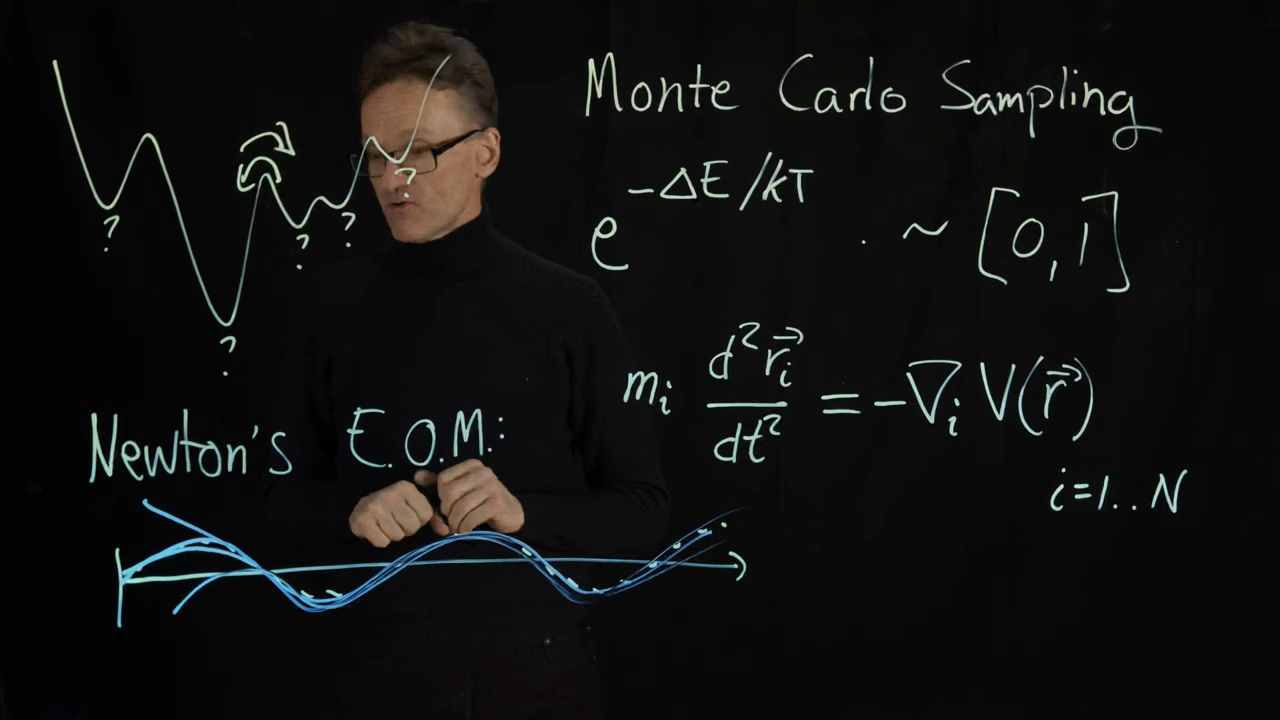 Monte Carlo Sampling
e^{-ΔE/kT} ~ [0,1]
? ? ? ? ?
Newton's E.O.M.: m_i d²r⃗_i/dt² = -∇_i V(r⃗)
i=1..N